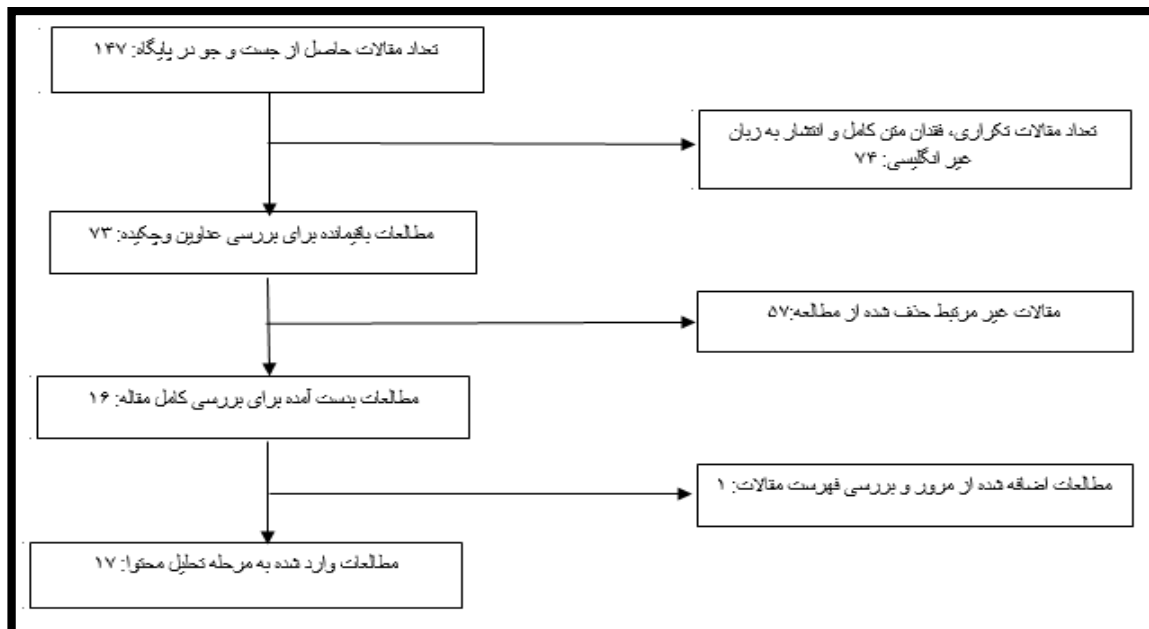 تعداد مقالات حاصل از جست و جو در پایگاه: ۱۴۷
تعداد مقالات تکراری، فقدان متن کامل و انتشار به زبان
غیر انگلیسی: ۷۴
مطالعات باقیمانده برای بررسی عناوین وچکیده: ۷۳
مقالات غیر مرتبط حذف شده از مطالعه:۵۷
مطالعات بدست آمده برای بررسی کامل مقاله: ۱۶
مطالعات اضافه شده از مرور و بررسی فهرست مقالات: ۱
مطالعات وارد شده به مرحله تحلیل محتوا: ۱۷